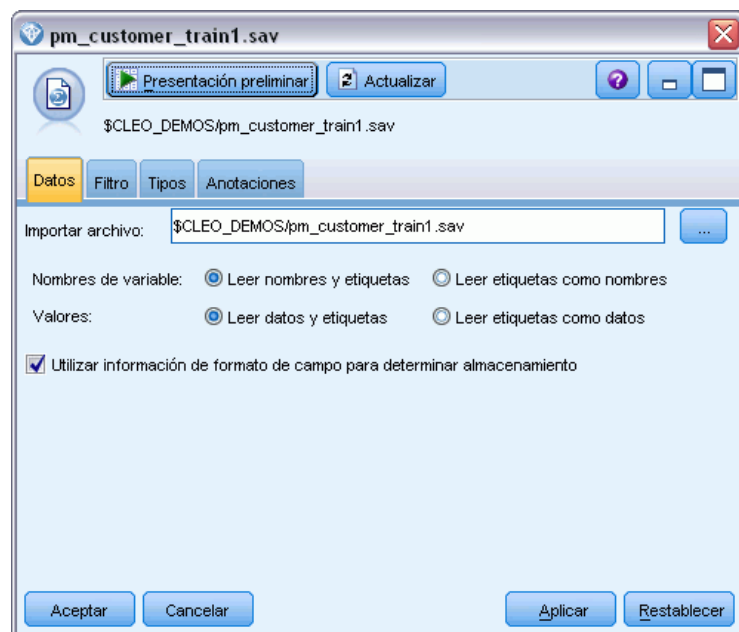 pm_customer_train1.sav
Presentación preliminar
Actualizar
$CLEO_DEMOS/pm_customer_train1.sav
Datos Filtro Tipos Anotaciones
Importar archivo: $CLEO_DEMOS/pm_customer_train1.sav ...
Nombres de variable: Leer nombres y etiquetas Leer etiquetas como nombres
Valores: Leer datos y etiquetas Leer etiquetas como datos
Utilizar información de formato de campo para determinar almacenamiento
Aceptar Cancelar Aplicar Restablecer